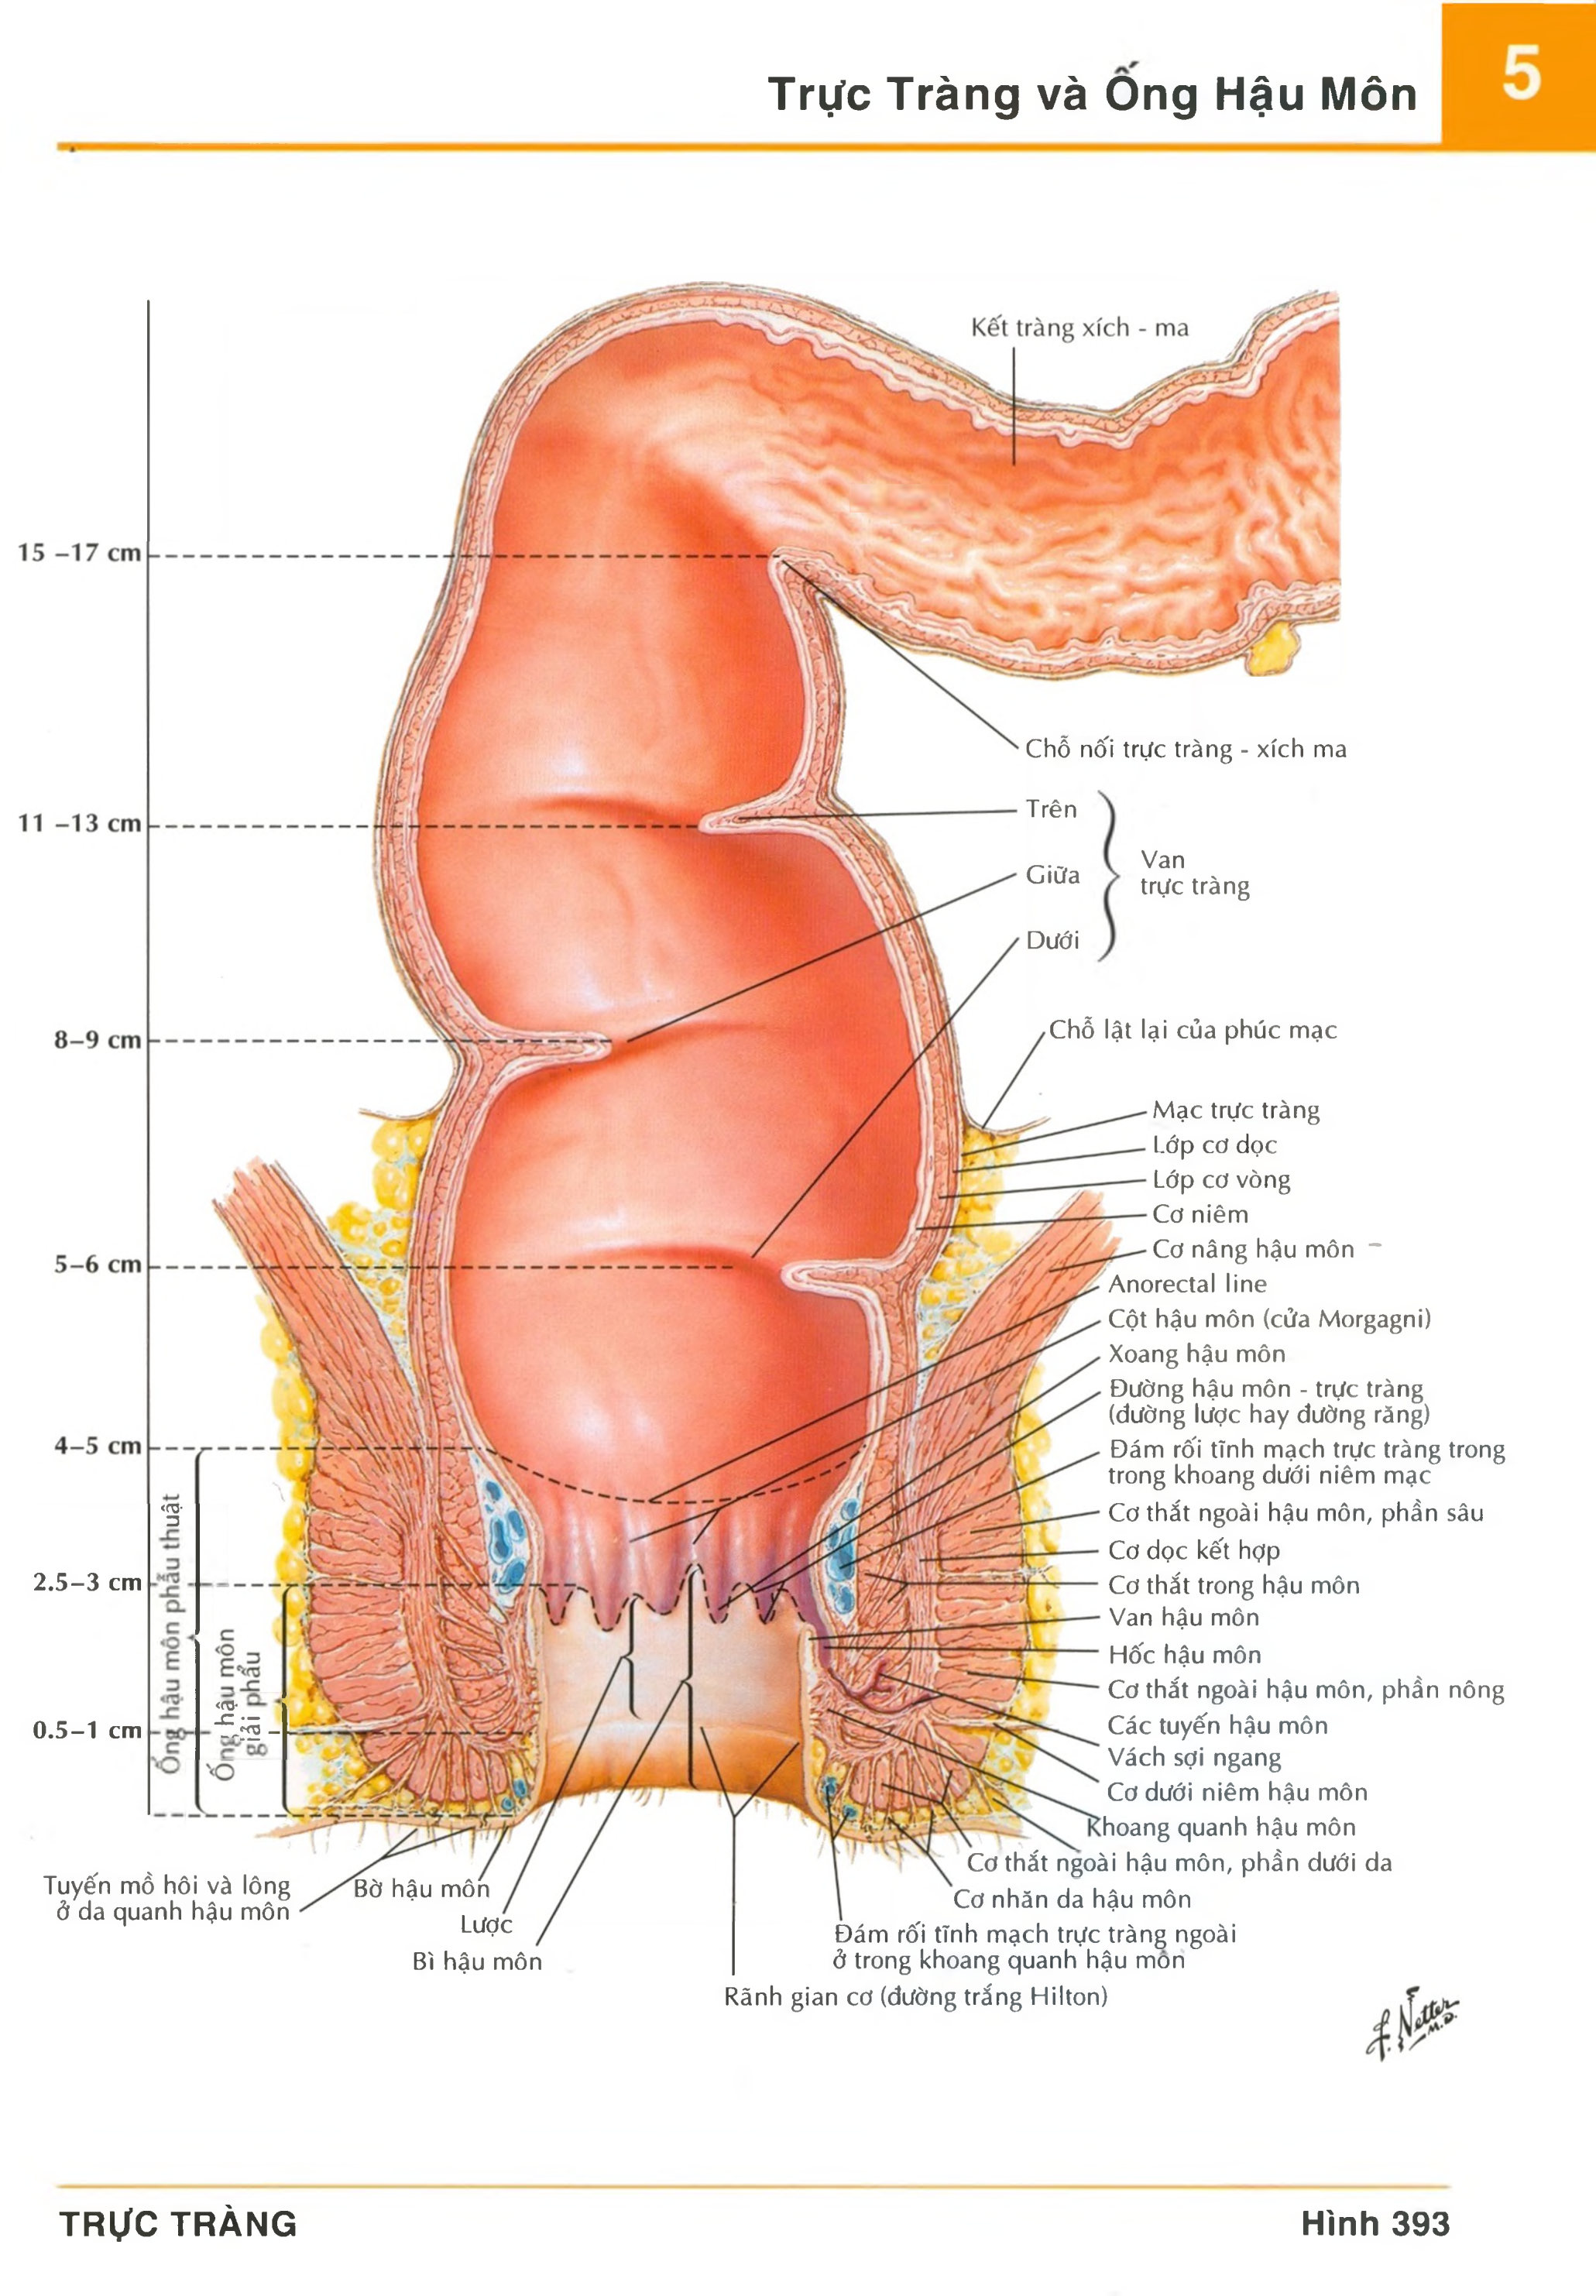 Trực Tràng và Ống Hậu Môn
5
Kết tràng xích - ma
15 –17 cm
Chỗ nối trực tràng - xích ma
11 –13 cm
Trên
Giữa
Dưới
Van
trực tràng
8–9 cm
Chỗ lật lại của phúc mạc
Mạc trực tràng
Lớp cơ dọc
Lớp cơ vòng
Cơ niêm
Cơ nâng hậu môn
5–6 cm
Anorectal line
Cột hậu môn (cửa Morgagni)
Xoang hậu môn
Đường hậu môn - trực tràng
(đường lược hay đường răng)
4–5 cm
Đám rối tĩnh mạch trực tràng trong
trong khoang dưới niêm mạc
Cơ thắt ngoài hậu môn, phần sâu
Cơ dọc kết hợp
2.5–3 cm
Cơ thắt trong hậu môn
Van hậu môn
Hốc hậu môn
Cơ thắt ngoài hậu môn, phần nông
Các tuyến hậu môn
0.5–1 cm
Vách sợi ngang
Cơ dưới niêm hậu môn
Khoang quanh hậu môn
Cơ thắt ngoài hậu môn, phần dưới da
Cơ nhăn da hậu môn
Đám rối tĩnh mạch trực tràng ngoài
ở trong khoang quanh hậu môn
Rãnh gian cơ (đường trắng Hilton)
Ống hậu môn phẫu thuật
Ống hậu môn
giải phẩu
Tuyến mồ hôi và lông
ở da quanh hậu môn
Bờ hậu môn
Lược
Bì hậu môn
F. Netter
M.D.
TRỰC TRÀNG
Hình 393